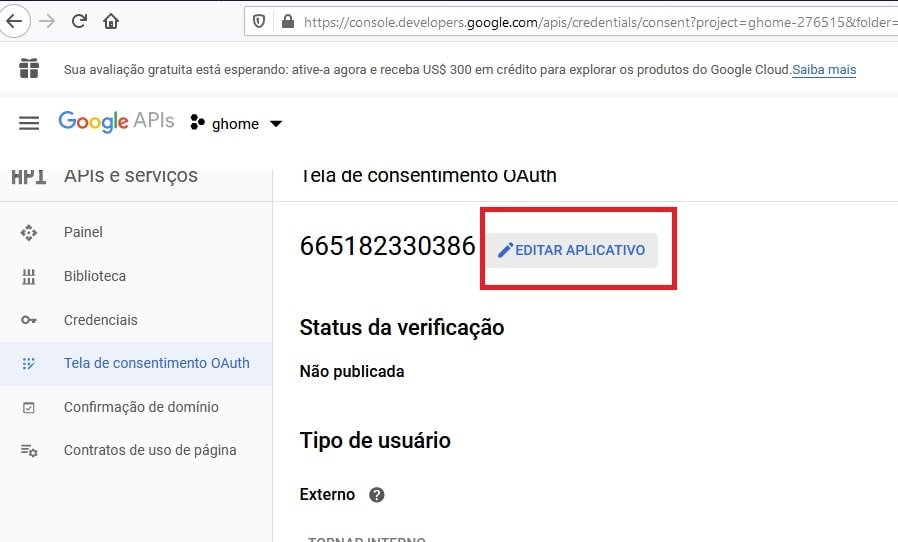 https://console.developers.google.com/apis/credentials/consent?project=ghome-276515&folder=
Sua avaliação gratuita está esperando: ative-a agora e receba US$ 300 em crédito para explorar os produtos do Google Cloud.Saiba mais
Google APIs ghome
API APIs e serviços
Tela de consentimento OAuth
665182330386 EDITAR APLICATIVO
Painel
Biblioteca
Credenciais
Tela de consentimento OAuth
Confirmação de domínio
Contratos de uso de página
Status da verificação
Não publicada
Tipo de usuário
Externo ?
TORNAR INTERNO